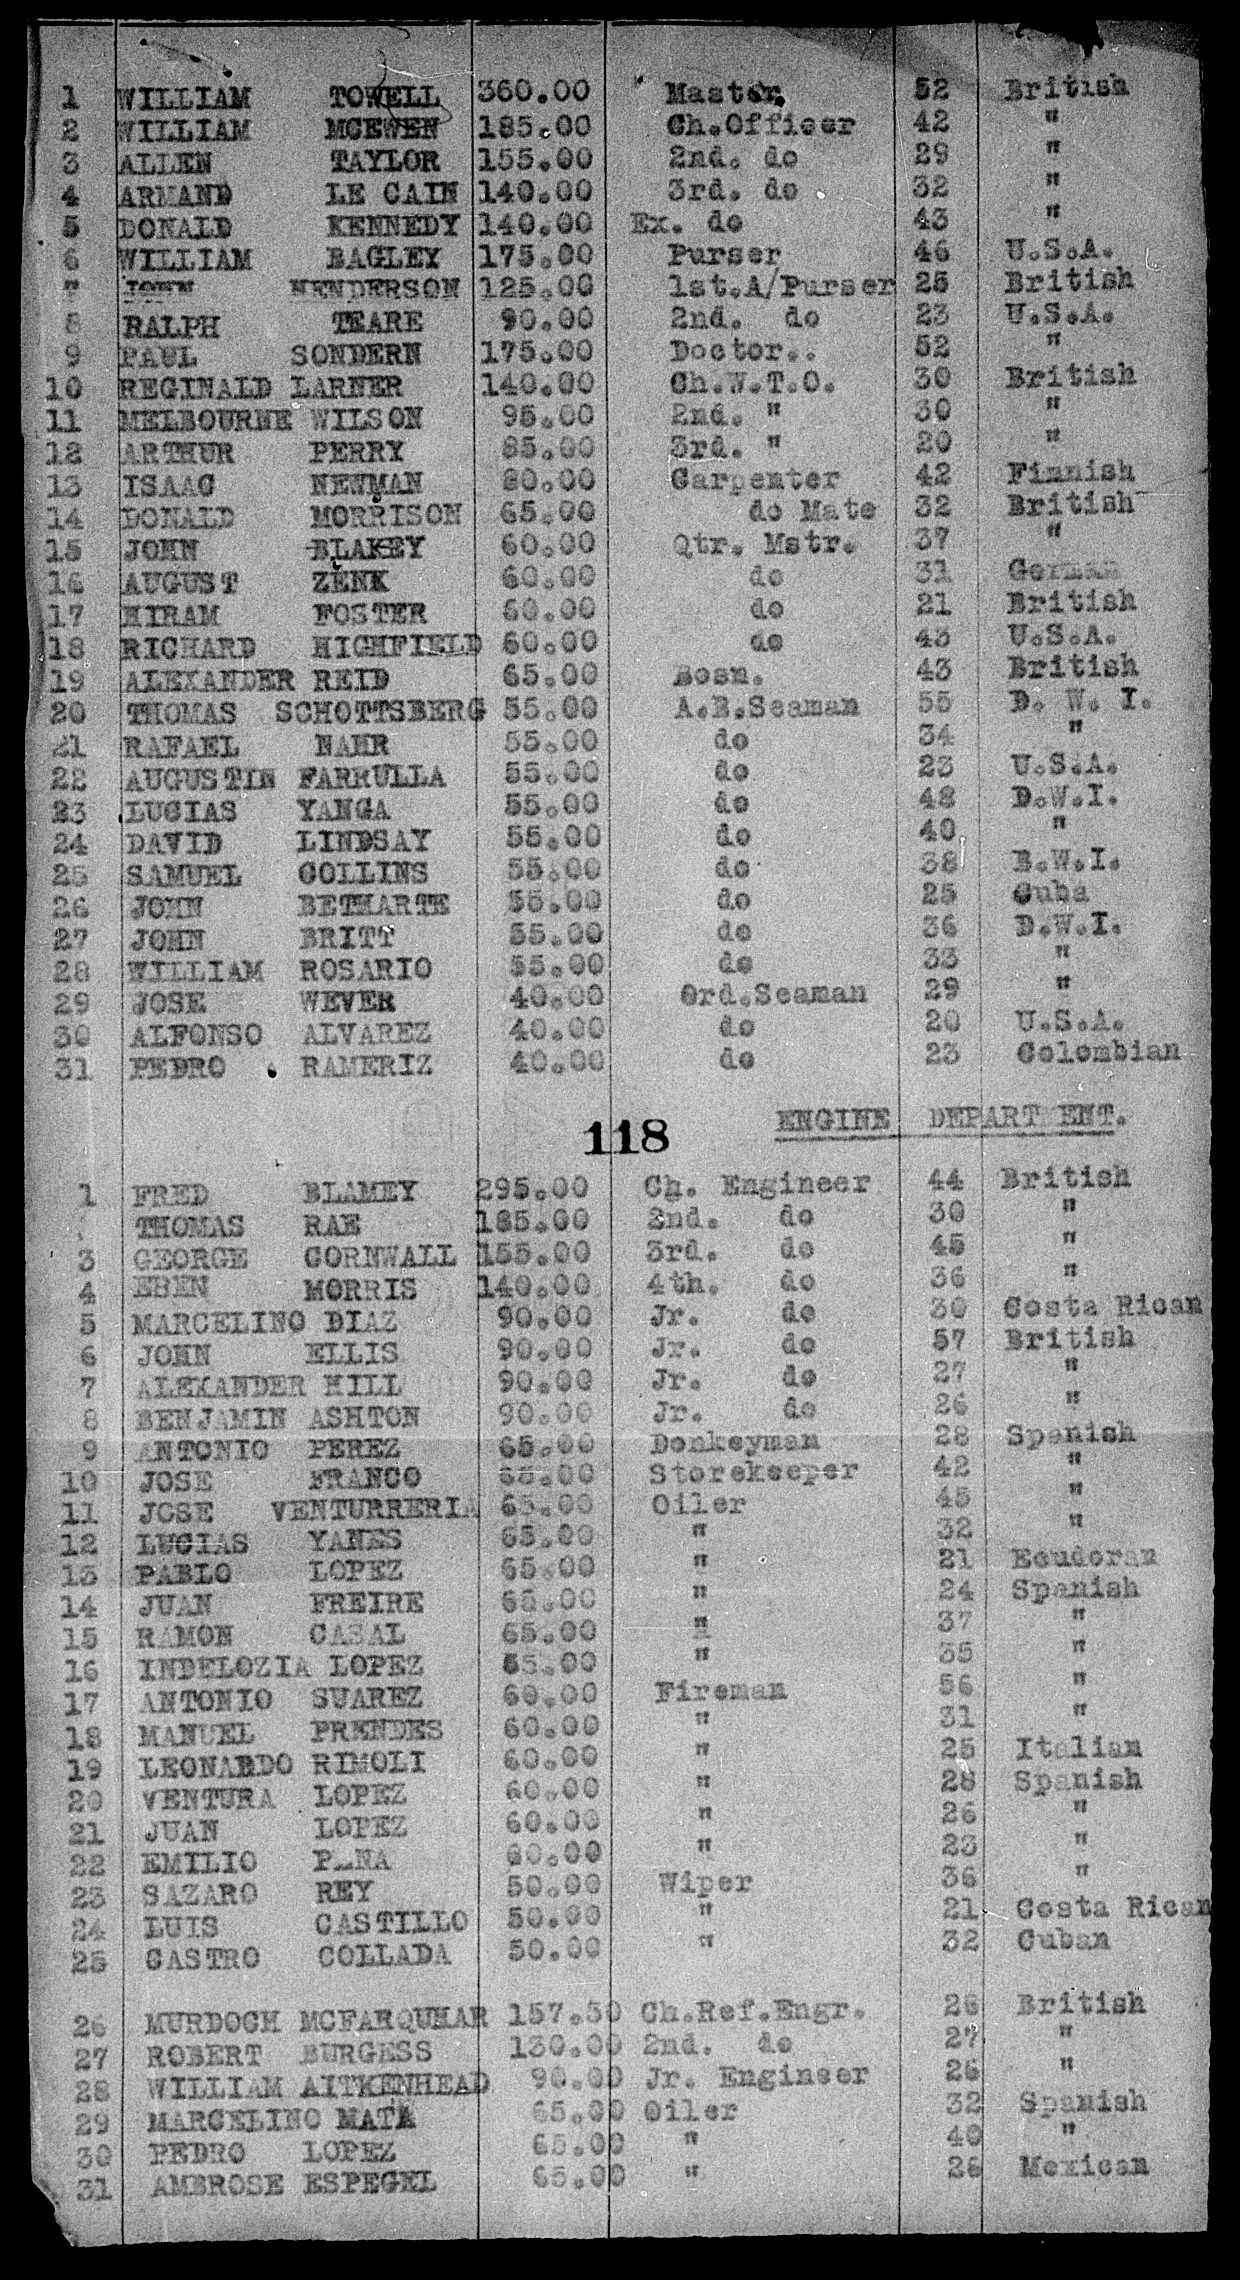 1 WILLIAM TOWELL 360.00 Master. 52 British
2 WILLIAM MCEWEN 185.00 Ch.Officer 42 "
3 ALLEN TAYLOR 155.00 2nd. do 29 "
4 ARMAND LE CAIN 140.00 3rd. do 32 "
5 DONALD KENNEDY 140.00 Ex. do 43 "
6 WILLIAM BAGLEY 175.00 Purser 46 U.S.A.
7 JOHN HENDERSON 125.00 1st.A/Purser 25 British
8 RALPH TEARE 90.00 2nd. do 23 U.S.A.
9 PAUL SONDERN 175.00 Doctor.. 52 "
10 REGINALD LARNER 140.00 Ch.W.T.O. 30 British
11 MELBOURNE WILSON 95.00 2nd. " 30 "
12 ARTHUR PERRY 85.00 3rd. " 20 "
13 ISAAC NEWMAN 80.00 Carpenter 42 Finnish
14 DONALD MORRISON 65.00 do Mate 32 British
15 JOHN BLAKEY 60.00 Qtr. Mstr. 37 "
16 AUGUST ZENK 60.00 do 31 German
17 HIRAM FOSTER 60.00 do 21 British
18 RICHARD HIGHFIELD 60.00 do 43 U.S.A.
19 ALEXANDER REID 65.00 Bosn. 43 British
20 THOMAS SCHOTTSBERG 55.00 A.B.Seaman 55 D. W. I.
21 RAFAEL NAHR 55.00 do 34 "
22 AUGUSTIN FARRULLA 55.00 do 23 U.S.A.
23 LUCIAS YANGA 55.00 do 48 D.W.I.
24 DAVID LINDSAY 55.00 do 40 "
25 SAMUEL COLLINS 55.00 do 38 B.W.I.
26 JOHN BETHARTE 55.00 do 25 Cuba
27 JOHN BRITT 55.00 do 36 D.W.I.
28 WILLIAM ROSARIO 55.00 do 33 "
29 JOSE WEVER 40.00 Ord.Seaman 29 "
30 ALFONSO ALVAREZ 40.00 do 20 U.S.A.
31 PEDRO RAMERIZ 40.00 do 23 Colombian
118 ENGINE DEPART ENT.
1 FRED BLAMEY 295.00 Ch. Engineer 44 British
THOMAS RAE 185.00 2nd. do 30 "
3 GEORGE CORNWALL 155.00 3rd. do 45 "
4 EBEN MORRIS 140.00 4th. do 36 "
5 MARCELINO DIAZ 90.00 Jr. do 30 Costa Rican
6 JOHN ELLIS 90.00 Jr. do 57 British
7 ALEXANDER HILL 90.00 Jr. do 27 "
8 BENJAMIN ASHTON 90.00 Jr. do 26 "
9 ANTONIO PEREZ 65.00 Donkeyman 28 Spanish
10 JOSE FRANCO 65.00 Storekeeper 42 "
11 JOSE VENTURRERIA 65.00 Oiler 45 "
12 LUCIAS YANES 65.00 " 32 "
13 PABLO LOPEZ 65.00 " 21 Ecudoran
14 JUAN FREIRE 65.00 " 24 Spanish
15 RAMON CASAL 65.00 " 37 "
16 INDELOZIA LOPEZ 65.00 " 35 "
17 ANTONIO SUAREZ 60.00 Fireman 56 "
18 MANUEL PRENDES 60.00 " 31 "
19 LEONARDO RIMOLI 60.00 " 25 Italian
20 VENTURA LOPEZ 60.00 " 28 Spanish
21 JUAN LOPEZ 60.00 " 26 "
22 EMILIO 60.00 " 23 "
23 SAZARO REY 50.00 Wiper 36 "
24 LUIS CASTILLO 50.00 " 21 Costa Rican
25 CASTRO COLLADA 50.00 " 32 Cuban
26 MURDOCH MCFARQUHAR 157.50 Ch.Ref.Engr. 26 British
27 ROBERT BURGESS 130.00 2nd. do 27 "
28 WILLIAM AITKENHEAD 90.00 Jr. Engineer 26 "
29 MARCELINO MATA 65.00 Oiler 32 Spanish
30 PEDRO LOPEZ 65.00 " 40 "
31 AMBROSE ESPEGEL 65.00 " 26 Mexican